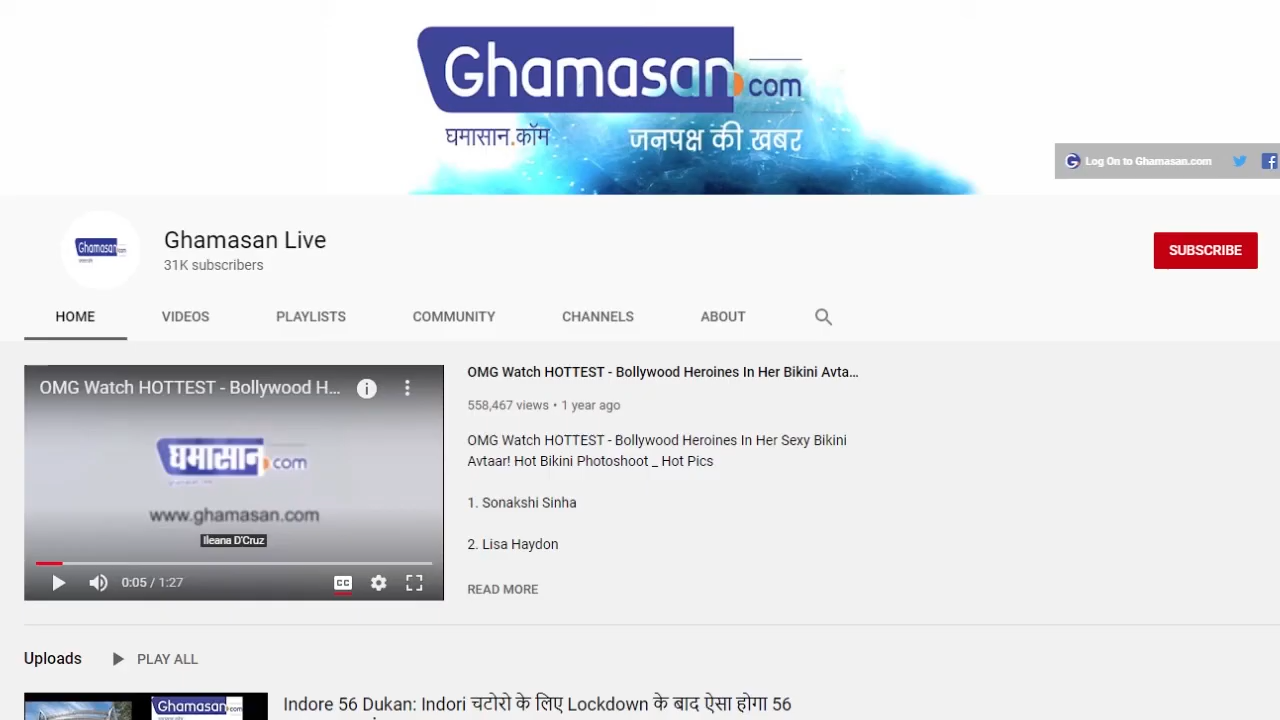 Ghamasan.com
घमासान.कॉम
जनपक्ष की खबर
Log On to Ghamasan.com
Ghamasan
Ghamasan Live
31K subscribers
SUBSCRIBE
HOME VIDEOS PLAYLISTS COMMUNITY CHANNELS ABOUT
OMG Watch HOTTEST - Bollywood H...
घमासान.com
www.ghamasan.com
Ileana D'Cruz
0:05 / 1:27
CC
OMG Watch HOTTEST - Bollywood Heroines In Her Bikini Avta...
558,467 views • 1 year ago
OMG Watch HOTTEST - Bollywood Heroines In Her Sexy Bikini
Avtaar! Hot Bikini Photoshoot _ Hot Pics
1. Sonakshi Sinha
2. Lisa Haydon
READ MORE
Uploads PLAY ALL
Ghamasan
Indore 56 Dukan: Indori चटोरो के लिए Lockdown के बाद ऐसा होगा 56